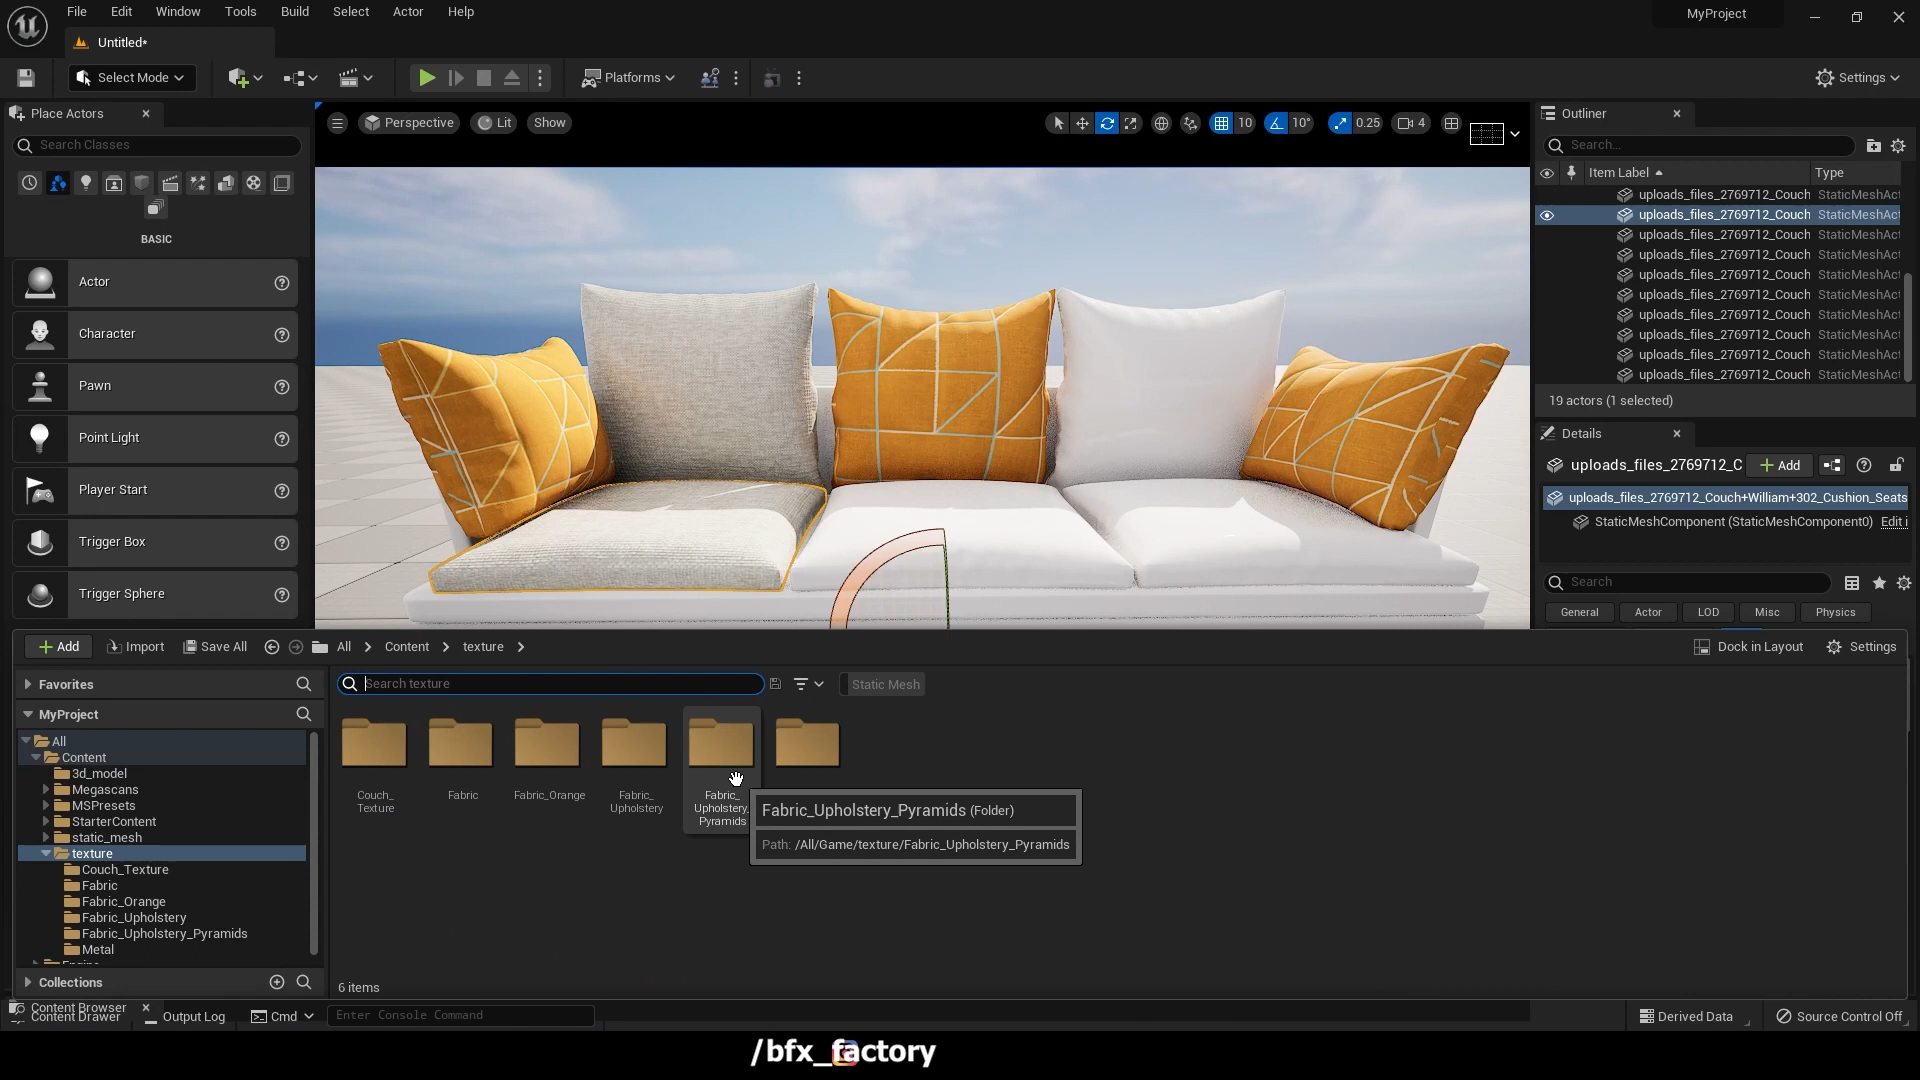 File Edit Window Tools Build Select Actor Help
MyProject
Untitled*
Select Mode
Platforms
Settings
Place Actors
Search Classes
BASIC
Actor
Character
Pawn
Point Light
Player Start
Trigger Box
Trigger Sphere
Perspective Lit Show
10 10° 0.25 4
Outliner
Search...
Item Label Type
uploads_files_2769712_Couch StaticMeshAct
uploads_files_2769712_Couch StaticMeshAct
uploads_files_2769712_Couch StaticMeshAct
uploads_files_2769712_Couch StaticMeshAct
uploads_files_2769712_Couch StaticMeshAct
uploads_files_2769712_Couch StaticMeshAct
uploads_files_2769712_Couch StaticMeshAct
uploads_files_2769712_Couch StaticMeshAct
uploads_files_2769712_Couch StaticMeshAct
uploads_files_2769712_Couch StaticMeshAct
19 actors (1 selected)
Details
uploads_files_2769712_C Add
uploads_files_2769712_Couch+William+302_Cushion_Seats
StaticMeshComponent (StaticMeshComponent0) Edit i
Search
General Actor LOD Misc Physics
Add Import Save All All Content texture
Dock in Layout Settings
Favorites
MyProject
All
Content
3d_model
Megascans
MSPresets
StarterContent
static_mesh
texture
Couch_Texture
Fabric
Fabric_Orange
Fabric_Upholstery
Fabric_Upholstery_Pyramids
Metal
Collections
Search texture
Static Mesh
Couch_
Texture
Fabric
Fabric_Orange
Fabric_
Upholstery
Fabric_
Upholstery_
Pyramids
Fabric_Upholstery_Pyramids (Folder)
Path: /All/Game/texture/Fabric_Upholstery_Pyramids
6 items
Content Browser
Content Drawer Output Log Cmd Enter Console Command
Derived Data Source Control Off
/bfx_factory